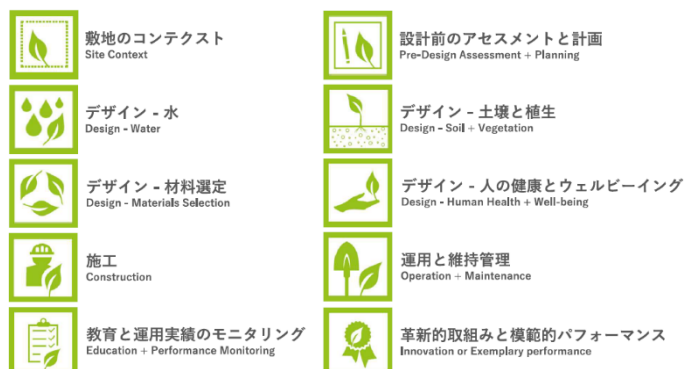 敷地のコンテクスト
Site Context
設計前のアセスメントと計画
Pre-Design Assessment + Planning
デザイン - 水
Design - Water
デザイン - 土壌と植生
Design - Soil + Vegetation
デザイン - 材料選定
Design - Materials Selection
デザイン - 人の健康とウェルビーイング
Design - Human Health + Well-being
施工
Construction
運用と維持管理
Operation + Maintenance
教育と運用実績のモニタリング
Education + Performance Monitoring
革新的取組みと模範的パフォーマンス
Innovation or Exemplary performance